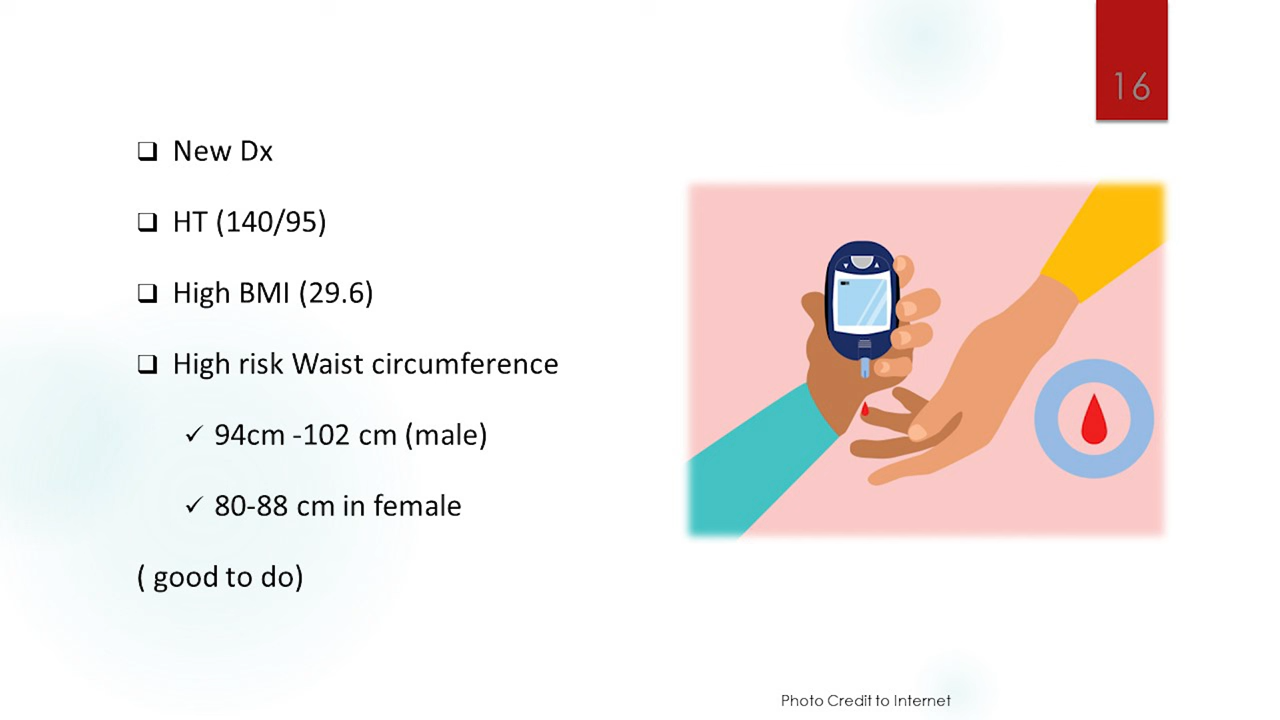 16
❑ New Dx
❑ HT (140/95)
❑ High BMI (29.6)
❑ High risk Waist circumference
✓ 94cm -102 cm (male)
✓ 80-88 cm in female
( good to do)
Photo Credit to Internet